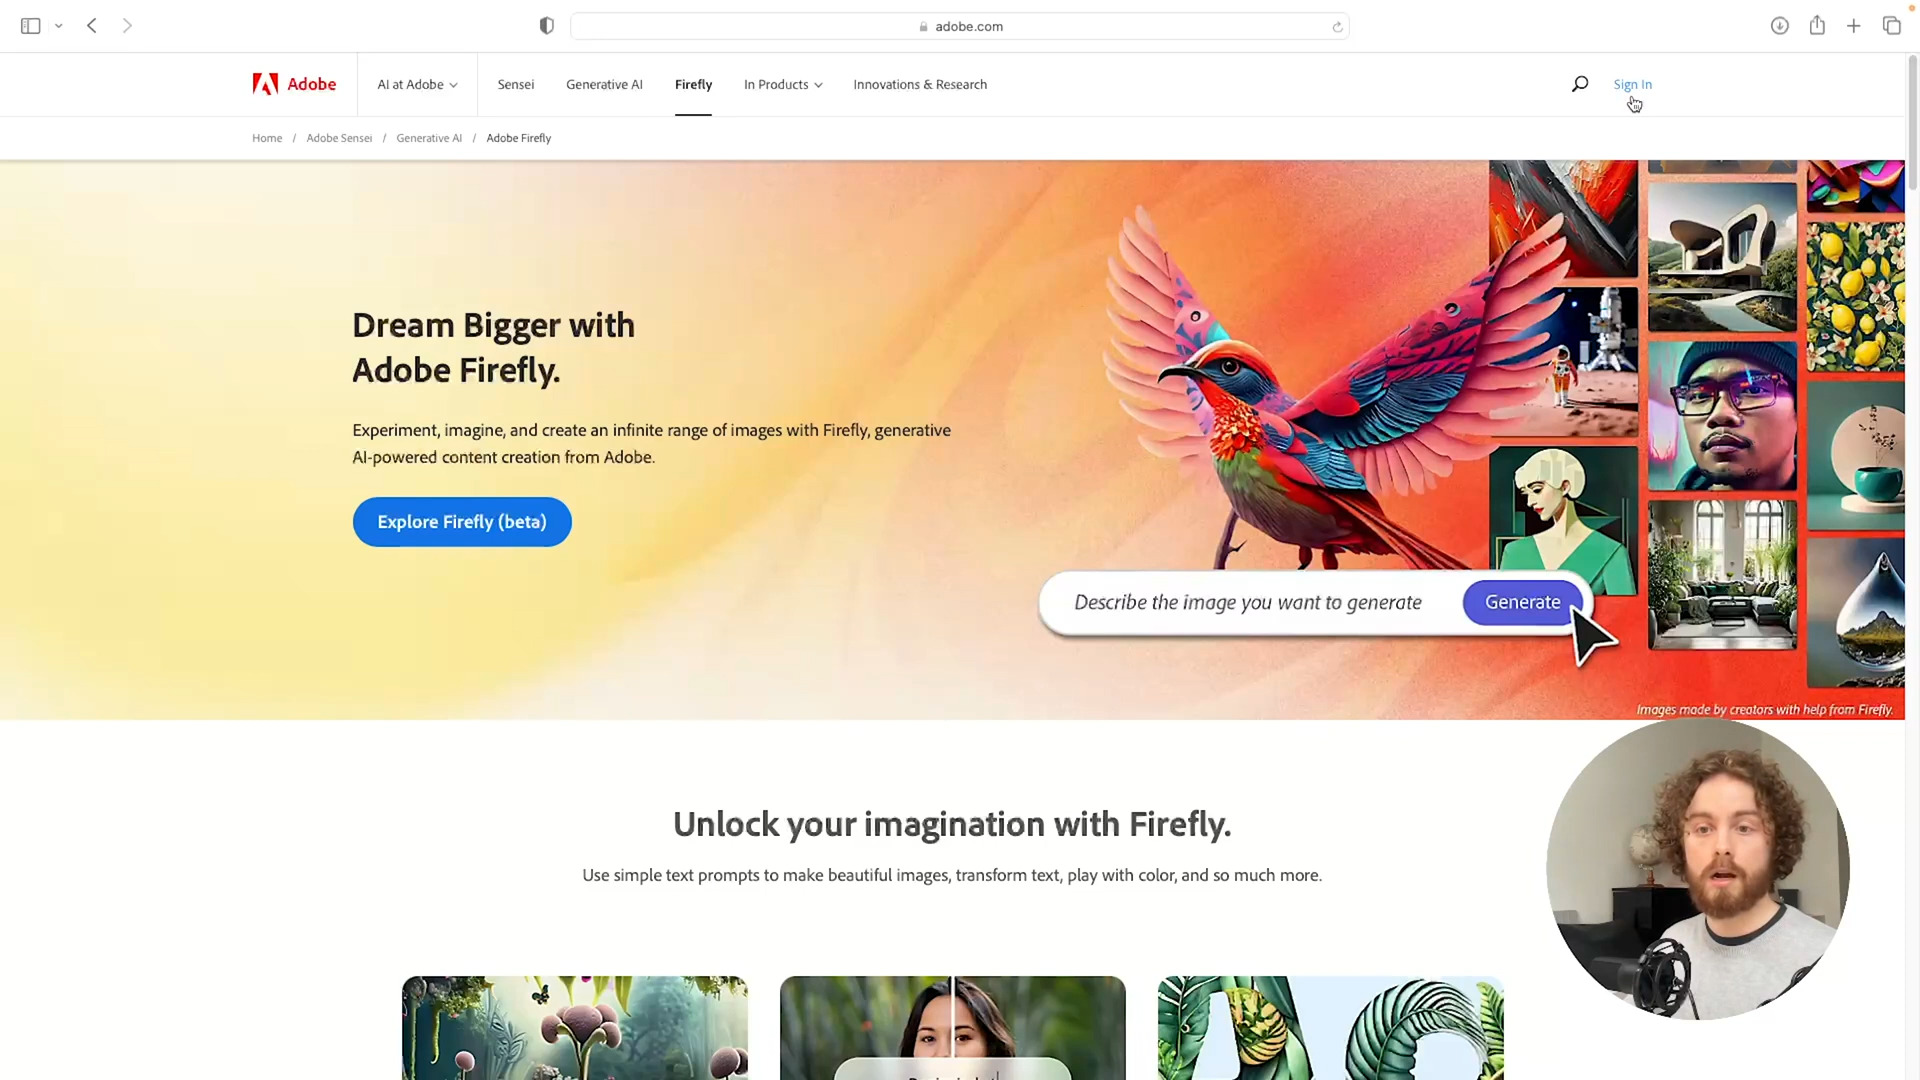 adobe.com
Adobe
AI at Adobe
Sensei
Generative AI
Firefly
In Products
Innovations & Research
Sign In
Home / Adobe Sensei / Generative AI / Adobe Firefly
Dream Bigger with
Adobe Firefly.
Experiment, imagine, and create an infinite range of images with Firefly, generative
AI-powered content creation from Adobe.
Explore Firefly (beta)
Describe the image you want to generate
Generate
Images made by creators with help from Firefly.
Unlock your imagination with Firefly.
Use simple text prompts to make beautiful images, transform text, play with color, and so much more.